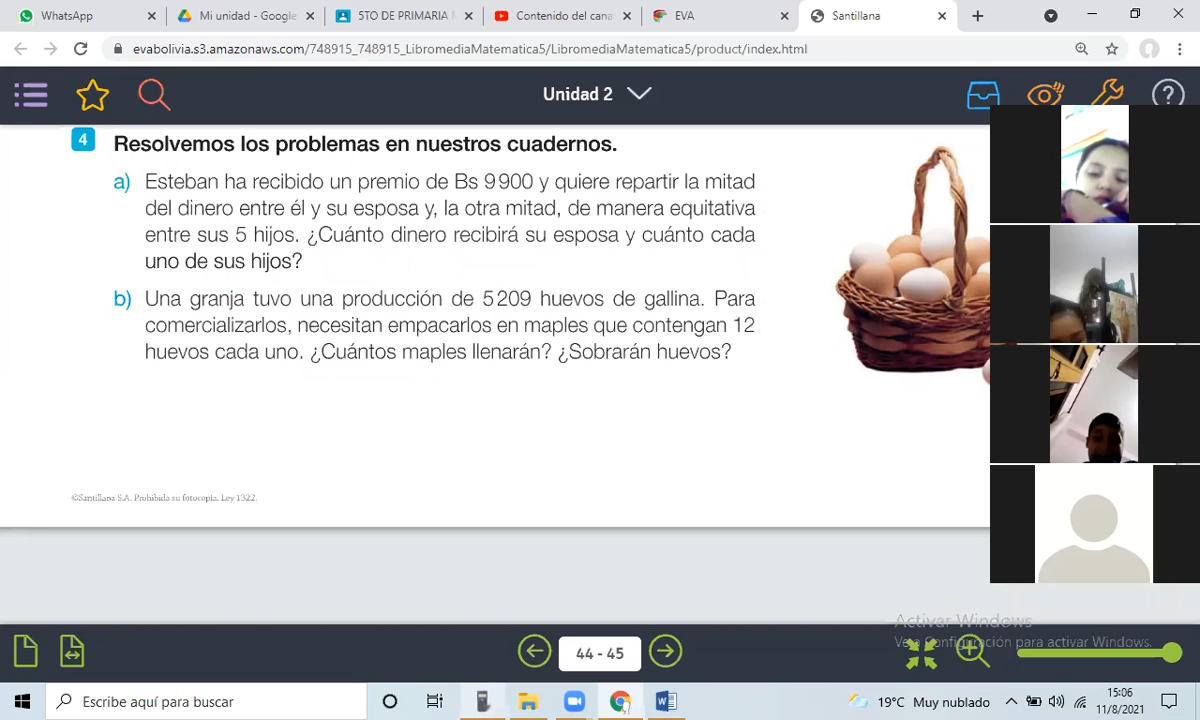 WhatsApp
Mi unidad - Google
5TO DE PRIMARIA M
Contenido del cana
EVA
Santillana
evabolivia.s3.amazonaws.com/748915_748915_LibromediaMatematica5/LibromediaMatematica5/product/index.html
Unidad 2
4 Resolvemos los problemas en nuestros cuadernos.
a) Esteban ha recibido un premio de Bs 9 900 y quiere repartir la mitad
del dinero entre él y su esposa y, la otra mitad, de manera equitativa
entre sus 5 hijos. ¿Cuánto dinero recibirá su esposa y cuánto cada
uno de sus hijos?
b) Una granja tuvo una producción de 5 209 huevos de gallina. Para
comercializarlos, necesitan empacarlos en maples que contengan 12
huevos cada uno. ¿Cuántos maples llenarán? ¿Sobrarán huevos?
©Santillana S.A. Prohibida su fotocopia. Ley 1322.
Activar Windows
Ve a Configuración para activar Windows.
44 - 45
Escribe aquí para buscar
19°C Muy nublado
15:06
11/8/2021